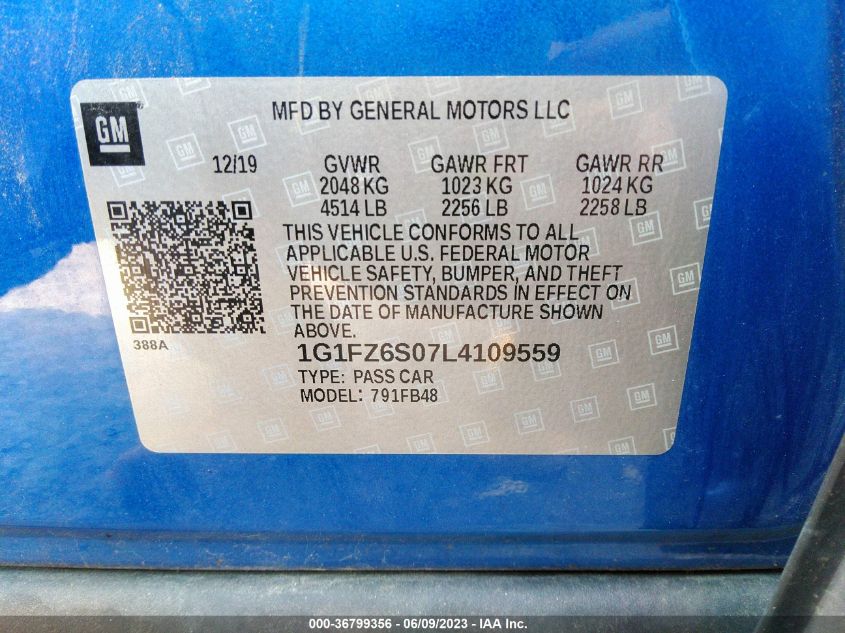 GM
MFD BY GENERAL MOTORS LLC
12/19 GVWR GAWR FRT GAWR RR
2048 KG 1023 KG 1024 KG
4514 LB 2256 LB 2258 LB
THIS VEHICLE CONFORMS TO ALL
APPLICABLE U.S. FEDERAL MOTOR
VEHICLE SAFETY, BUMPER, AND THEFT
PREVENTION STANDARDS IN EFFECT ON
THE DATE OF MANUFACTURE SHOWN
ABOVE.
388A
1G1FZ6S07L4109559
TYPE: PASS CAR
MODEL: 791FB48
000-36799356 - 06/09/2023 - IAA Inc.